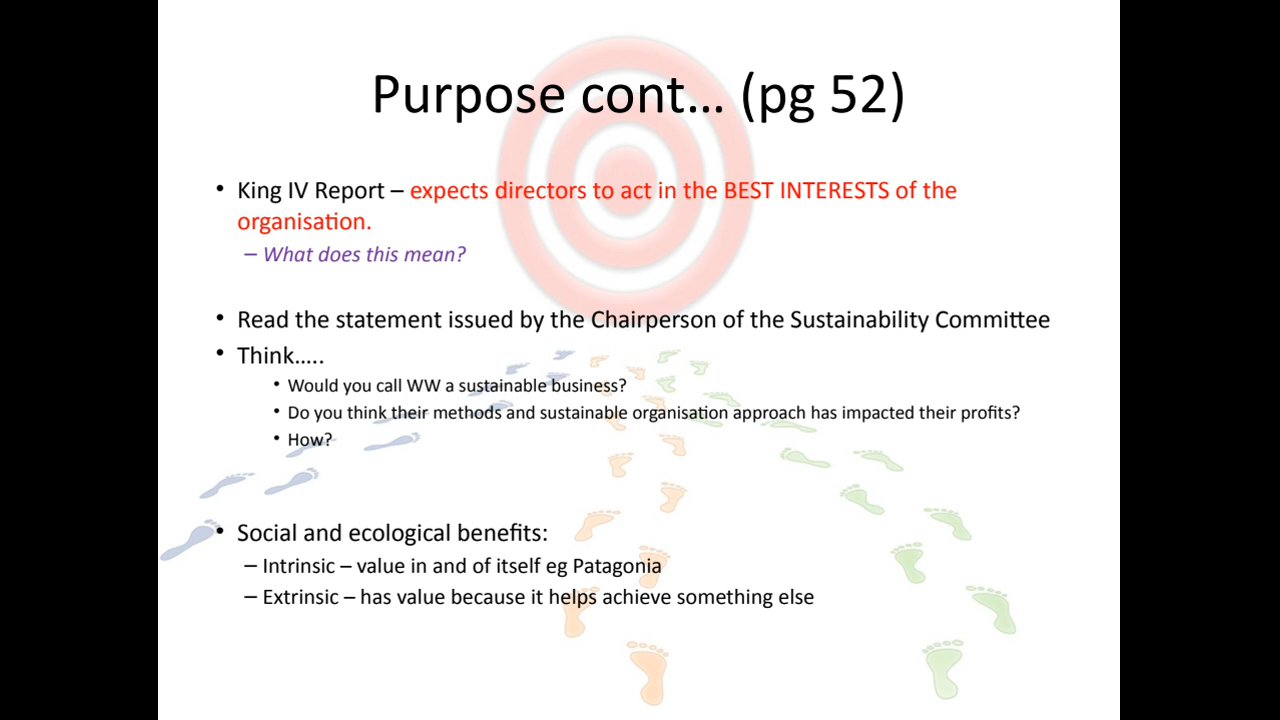 Purpose cont… (pg 52)
• King IV Report – expects directors to act in the BEST INTERESTS of the
organisation.
– What does this mean?
• Read the statement issued by the Chairperson of the Sustainability Committee
• Think…..
• Would you call WW a sustainable business?
• Do you think their methods and sustainable organisation approach has impacted their profits?
• How?
• Social and ecological benefits:
– Intrinsic – value in and of itself eg Patagonia
– Extrinsic – has value because it helps achieve something else